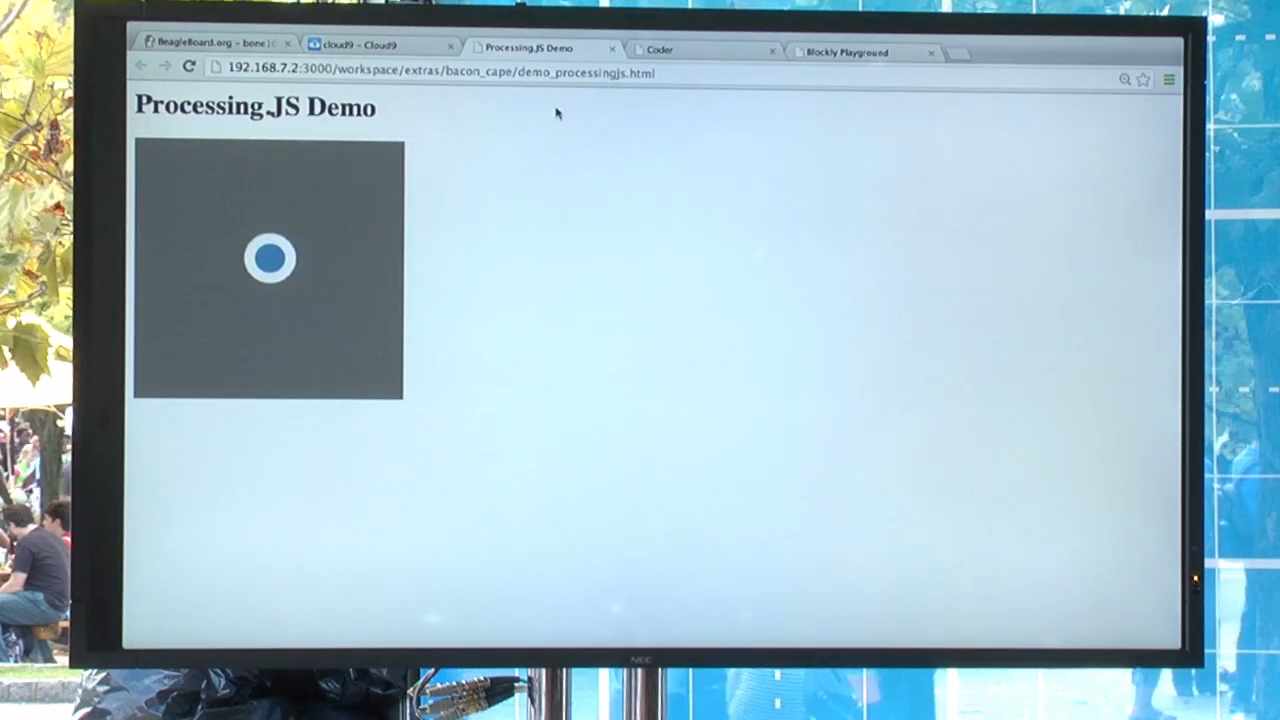 BeagleBoard.org - bone10
cloud9 - Cloud9
Processing.JS Demo
Coder
Blockly Playground
192.168.7.2:3000/workspace/extras/bacon_cape/demo_processingjs.html
Processing.JS Demo
NEC